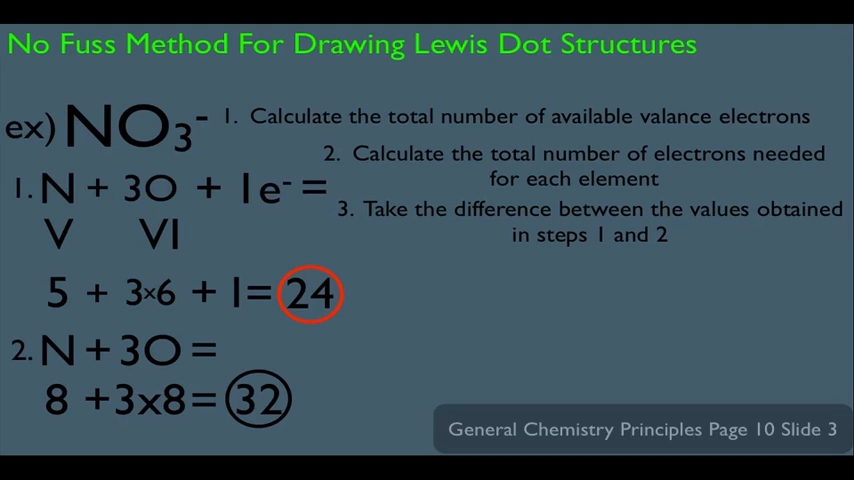 No Fuss Method For Drawing Lewis Dot Structures
ex) NO₃⁻
1. Calculate the total number of available valance electrons
2. Calculate the total number of electrons needed
for each element
3. Take the difference between the values obtained
in steps 1 and 2
1. N + 3O + 1e⁻ =
V VI
5 + 3×6 + 1= 24
2. N + 3O =
8 +3x8= 32
General Chemistry Principles Page 10 Slide 3